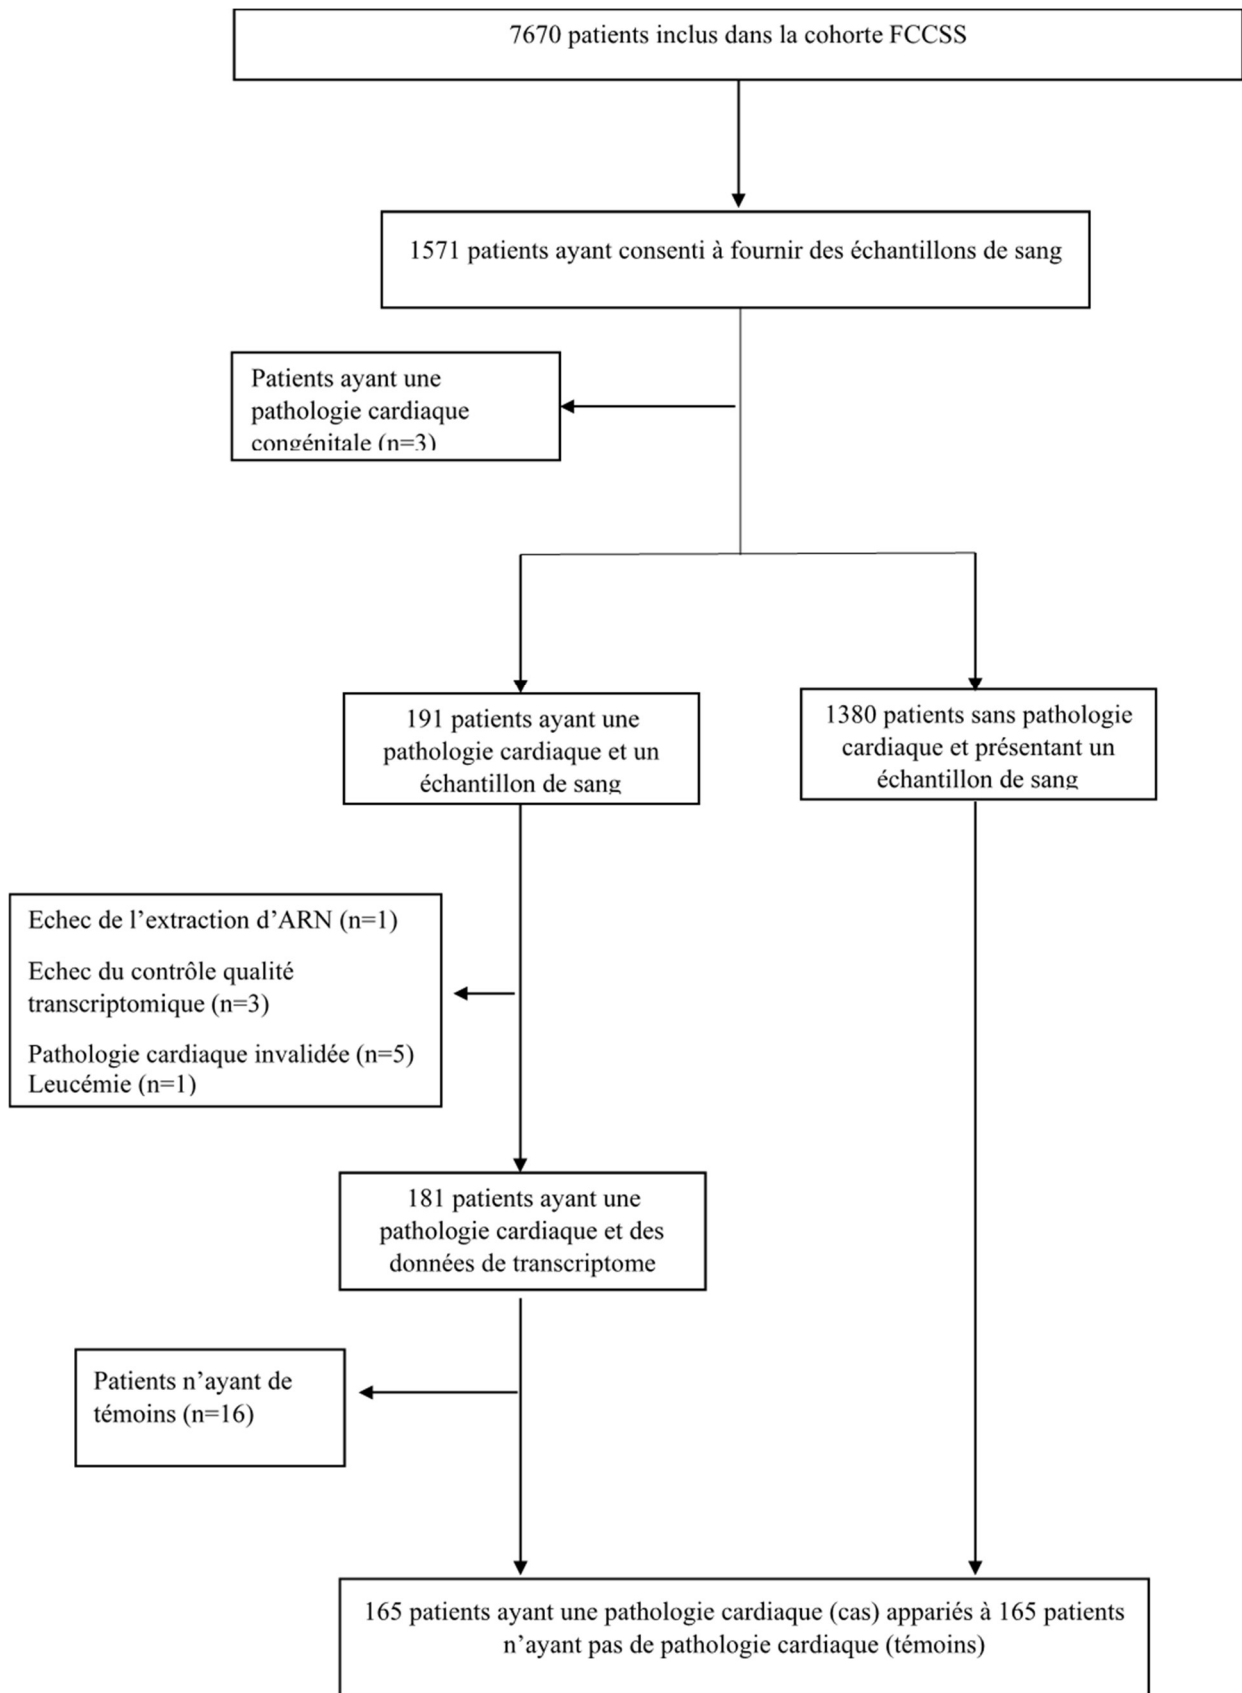 7670 patients inclus dans la cohorte FCCSS
1571 patients ayant consenti à fournir des échantillons de sang
Patients ayant une
pathologie cardiaque
congénitale (n=3)
191 patients ayant une
pathologie cardiaque et un
échantillon de sang
1380 patients sans pathologie
cardiaque et présentant un
échantillon de sang
Echec de l’extraction d’ARN (n=1)
Echec du contrôle qualité
transcriptomique (n=3)
Pathologie cardiaque invalidée (n=5)
Leucémie (n=1)
181 patients ayant une
pathologie cardiaque et des
données de transcriptome
Patients n’ayant de
témoins (n=16)
165 patients ayant une pathologie cardiaque (cas) appariés à 165 patients
n’ayant pas de pathologie cardiaque (témoins)